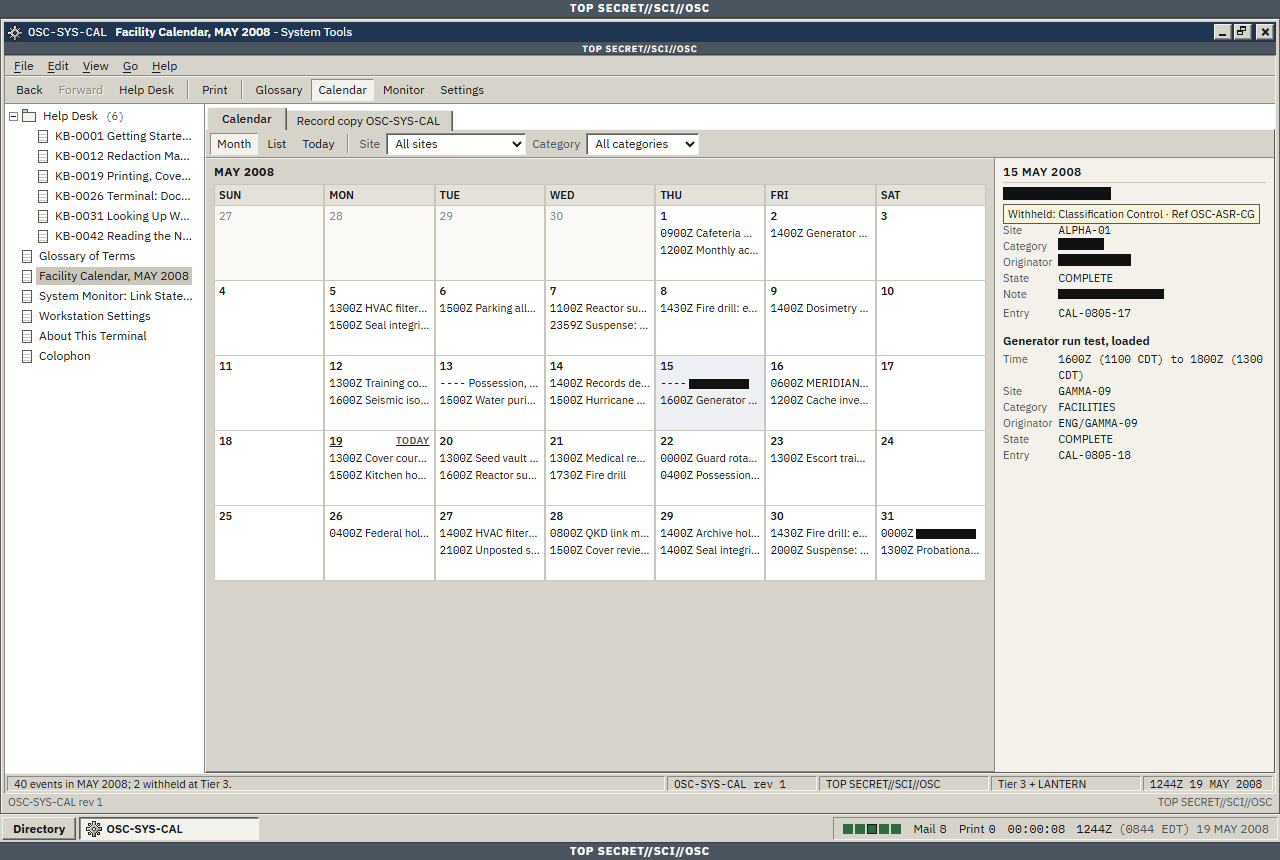 TOP SECRET//SCI//OSC
OSC-SYS-CAL Facility Calendar, MAY 2008 - System Tools
TOP SECRET//SCI//OSC
File Edit View Go Help
Back Forward Help Desk Print Glossary Calendar Monitor Settings
Help Desk (6)
KB-0001 Getting Starte...
KB-0012 Redaction Ma...
KB-0019 Printing, Cove...
KB-0026 Terminal: Doc...
KB-0031 Looking Up W...
KB-0042 Reading the N...
Glossary of Terms
Facility Calendar, MAY 2008
System Monitor: Link State...
Workstation Settings
About This Terminal
Colophon
Calendar Record copy OSC-SYS-CAL
Month List Today Site All sites Category All categories
MAY 2008
SUN MON TUE WED THU FRI SAT
27 28 29 30 1 2 3
0900Z Cafeteria ... 1400Z Generator ...
1200Z Monthly ac...
4 5 6 7 8 9 10
1300Z HVAC filter... 1500Z Parking all... 1100Z Reactor su... 1430Z Fire drill: e... 1400Z Dosimetry ...
1500Z Seal integri... 2359Z Suspense: ...
11 12 13 14 15 16 17
1300Z Training co... ---- Possession, ... 1400Z Records de... ---- 0600Z MERIDIAN...
1600Z Seismic iso... 1500Z Water puri... 1500Z Hurricane ... 1600Z Generator ... 1200Z Cache inve...
18 19 TODAY 20 21 22 23 24
1300Z Cover cour... 1300Z Seed vault ... 1300Z Medical re... 0000Z Guard rota... 1300Z Escort trai...
1500Z Kitchen ho... 1600Z Reactor su... 1730Z Fire drill 0400Z Possession...
25 26 27 28 29 30 31
0400Z Federal hol... 1400Z HVAC filter... 0800Z QKD link m... 1400Z Archive hol... 1430Z Fire drill: e... 0000Z
2100Z Unposted s... 1500Z Cover revie... 1400Z Seal integri... 2000Z Suspense: ... 1300Z Probationa...
15 MAY 2008
Withheld: Classification Control · Ref OSC-ASR-CG
Site ALPHA-01
Category
Originator
State COMPLETE
Note
Entry CAL-0805-17
Generator run test, loaded
Time 1600Z (1100 CDT) to 1800Z (1300
CDT)
Site GAMMA-09
Category FACILITIES
Originator ENG/GAMMA-09
State COMPLETE
Entry CAL-0805-18
40 events in MAY 2008; 2 withheld at Tier 3. OSC-SYS-CAL rev 1 TOP SECRET//SCI//OSC Tier 3 + LANTERN 1244Z 19 MAY 2008
OSC-SYS-CAL rev 1 TOP SECRET//SCI//OSC
Directory OSC-SYS-CAL Mail 8 Print 0 00:00:08 1244Z (0844 EDT) 19 MAY 2008
TOP SECRET//SCI//OSC